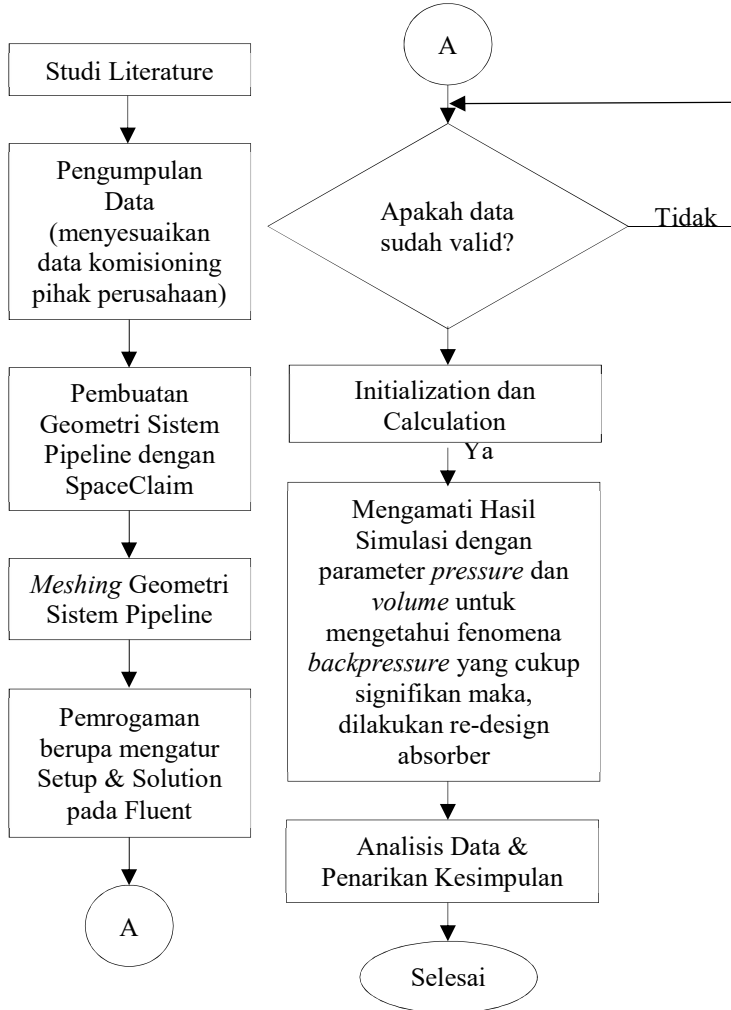 Studi Literature
Pengumpulan
Data
(menyesuaikan
data komisioning
pihak perusahaan)
Pembuatan
Geometri Sistem
Pipeline dengan
SpaceClaim
Meshing Geometri
Sistem Pipeline
Pemrogaman
berupa mengatur
Setup & Solution
pada Fluent
A
A
Apakah data
sudah valid?
Tidak
Initialization dan
Calculation
Ya
Mengamati Hasil
Simulasi dengan
parameter pressure dan
volume untuk
mengetahui fenomena
backpressure yang cukup
signifikan maka,
dilakukan re-design
absorber
Analisis Data &
Penarikan Kesimpulan
Selesai